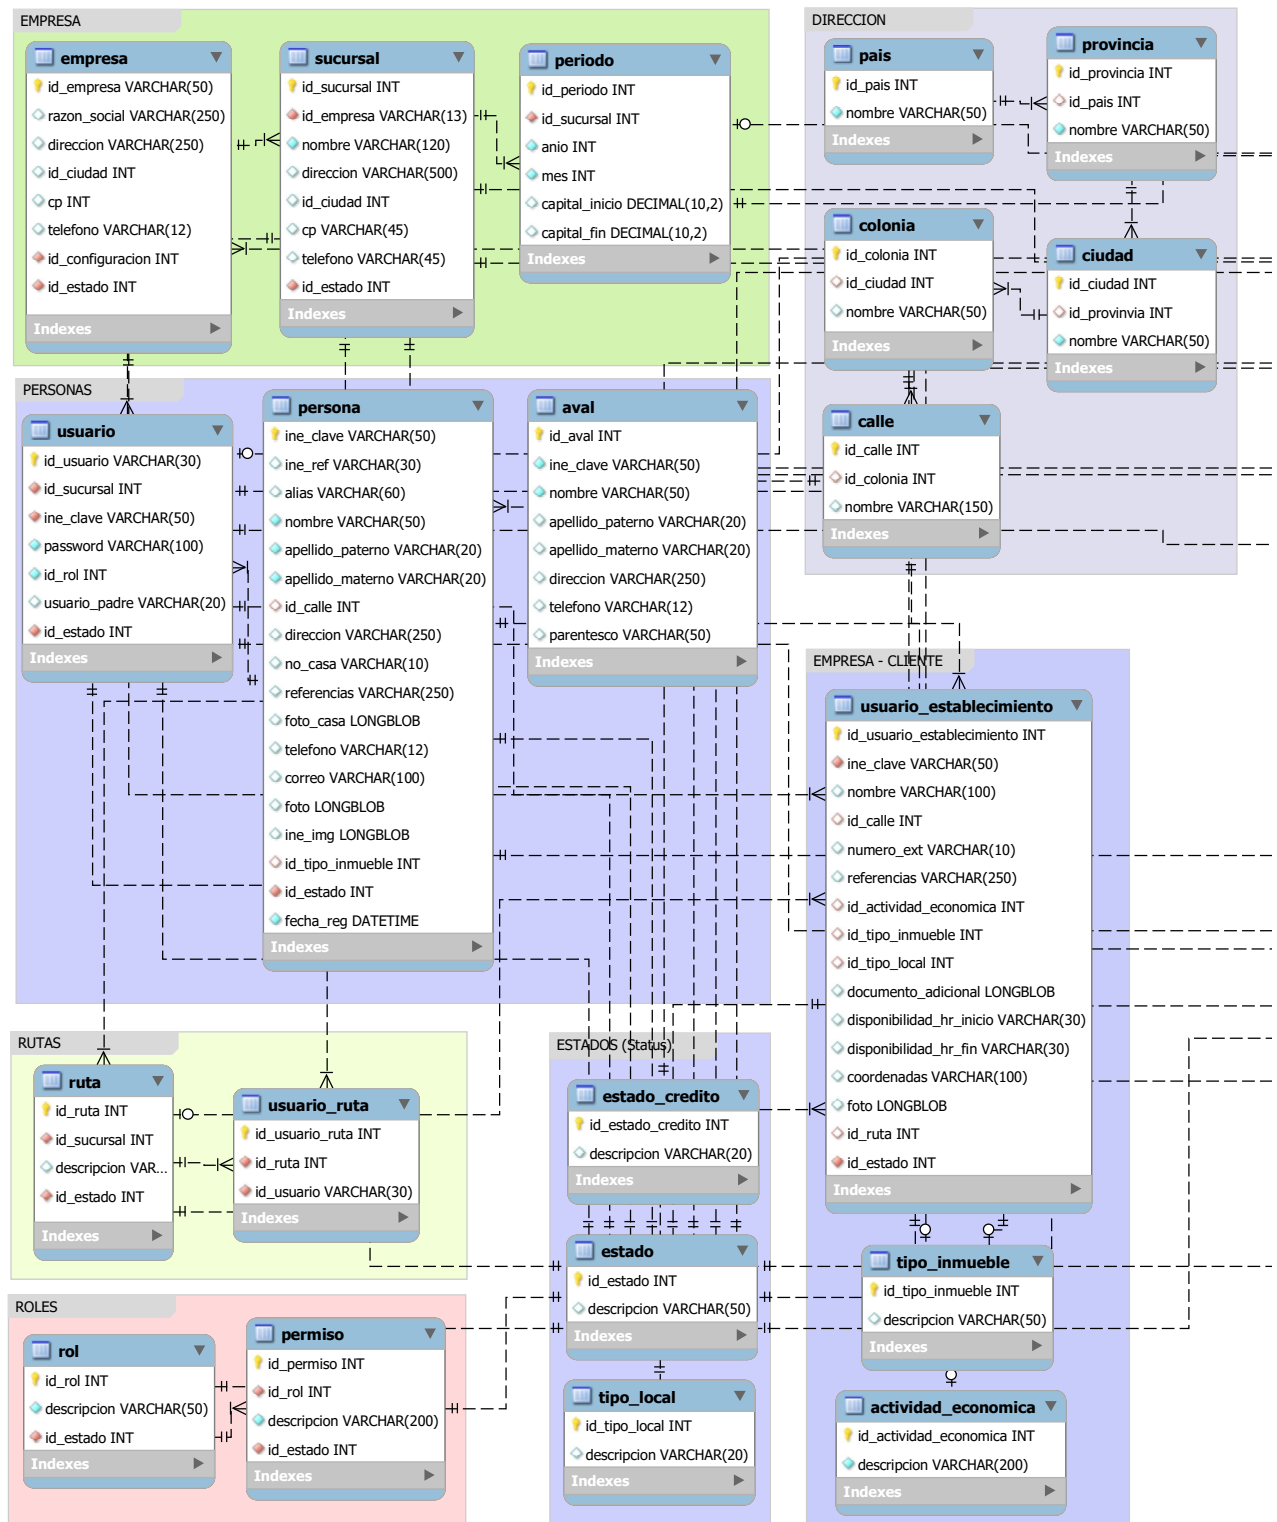 EMPRESA
empresa
id_empresa VARCHAR(50)
razon_social VARCHAR(250)
direccion VARCHAR(250)
id_ciudad INT
cp INT
telefono VARCHAR(12)
id_configuracion INT
id_estado INT
Indexes
sucursal
id_sucursal INT
id_empresa VARCHAR(13)
nombre VARCHAR(120)
direccion VARCHAR(500)
id_ciudad INT
cp VARCHAR(45)
telefono VARCHAR(45)
id_estado INT
Indexes
periodo
id_periodo INT
id_sucursal INT
anio INT
mes INT
capital_inicio DECIMAL(10,2)
capital_fin DECIMAL(10,2)
Indexes
DIRECCION
pais
id_pais INT
nombre VARCHAR(50)
Indexes
provincia
id_provincia INT
id_pais INT
nombre VARCHAR(50)
Indexes
colonia
id_colonia INT
id_ciudad INT
nombre VARCHAR(50)
Indexes
ciudad
id_ciudad INT
id_provinvia INT
nombre VARCHAR(50)
Indexes
calle
id_calle INT
id_colonia INT
nombre VARCHAR(150)
Indexes
PERSONAS
usuario
id_usuario VARCHAR(30)
id_sucursal INT
ine_clave VARCHAR(50)
password VARCHAR(100)
id_rol INT
usuario_padre VARCHAR(20)
id_estado INT
Indexes
persona
ine_clave VARCHAR(50)
ine_ref VARCHAR(30)
alias VARCHAR(60)
nombre VARCHAR(50)
apellido_paterno VARCHAR(20)
apellido_materno VARCHAR(20)
id_calle INT
direccion VARCHAR(250)
no_casa VARCHAR(10)
referencias VARCHAR(250)
foto_casa LONGBLOB
telefono VARCHAR(12)
correo VARCHAR(100)
foto LONGBLOB
ine_img LONGBLOB
id_tipo_inmueble INT
id_estado INT
fecha_reg DATETIME
Indexes
aval
id_aval INT
ine_clave VARCHAR(50)
nombre VARCHAR(50)
apellido_paterno VARCHAR(20)
apellido_materno VARCHAR(20)
direccion VARCHAR(250)
telefono VARCHAR(12)
parentesco VARCHAR(50)
Indexes
EMPRESA - CLIENTE
usuario_establecimiento
id_usuario_establecimiento INT
ine_clave VARCHAR(50)
nombre VARCHAR(100)
id_calle INT
numero_ext VARCHAR(10)
referencias VARCHAR(250)
id_actividad_economica INT
id_tipo_inmueble INT
id_tipo_local INT
documento_adicional LONGBLOB
disponibilidad_hr_inicio VARCHAR(30)
disponibilidad_hr_fin VARCHAR(30)
coordenadas VARCHAR(100)
foto LONGBLOB
id_ruta INT
id_estado INT
Indexes
tipo_inmueble
id_tipo_inmueble INT
descripcion VARCHAR(50)
Indexes
actividad_economica
id_actividad_economica INT
descripcion VARCHAR(200)
Indexes
RUTAS
ruta
id_ruta INT
id_sucursal INT
descripcion VAR...
id_estado INT
Indexes
usuario_ruta
id_usuario_ruta INT
id_ruta INT
id_usuario VARCHAR(30)
Indexes
ESTADOS (Status)
estado_credito
id_estado_credito INT
descripcion VARCHAR(20)
Indexes
estado
id_estado INT
descripcion VARCHAR(50)
Indexes
tipo_local
id_tipo_local INT
descripcion VARCHAR(20)
Indexes
ROLES
rol
id_rol INT
descripcion VARCHAR(50)
id_estado INT
Indexes
permiso
id_permiso INT
id_rol INT
descripcion VARCHAR(200)
id_estado INT
Indexes